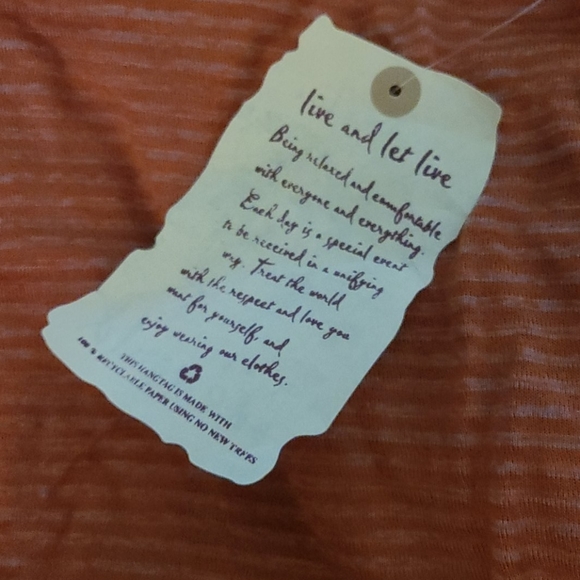 live and let live
Being relaxed and comfortable
with everyone and everything.
Each day is a special event
to be received in a unifying
way. Treat the world
with the respect and love you
want for yourself, and
enjoy wearing our clothes.
THIS HANGTAG IS MADE WITH
100% RECYCLABLE PAPER USING NO NEW TREES